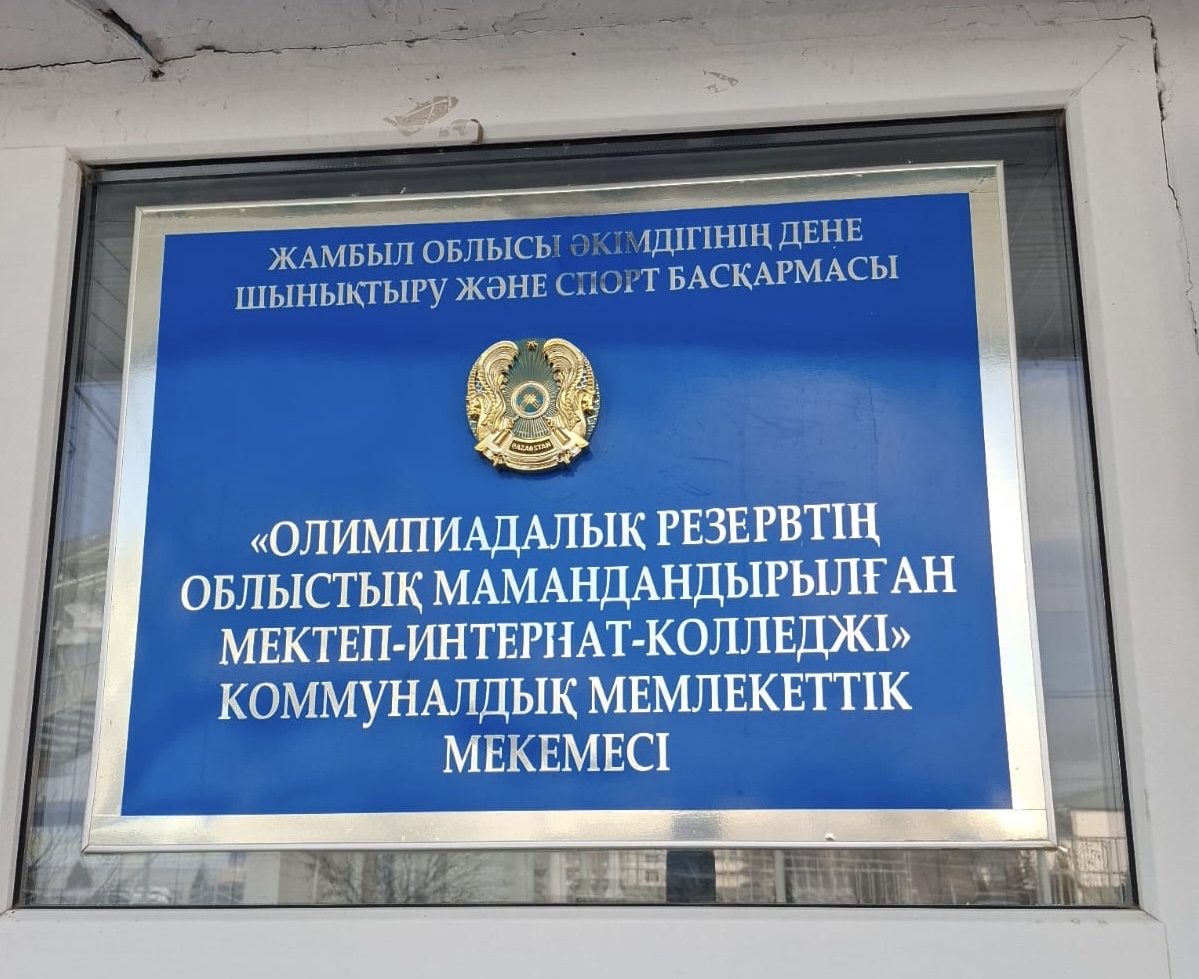 ЖАМБЫЛ ОБЛЫСЫ ӘКІМДІГІНІҢ ДЕНЕ
ШЫНЫҚТЫРУ ЖӘНЕ СПОРТ БАСҚАРМАСЫ
QAZAQSTAN
«ОЛИМПИАДАЛЫҚ РЕЗЕРВТІҢ
ОБЛЫСТЫҚ МАМАНДАНДЫРЫЛҒАН
МЕКТЕП-ИНТЕРНАТ-КОЛЛЕДЖІ»
КОММУНАЛДЫҚ МЕМЛЕКЕТТІК
МЕКЕМЕСІ